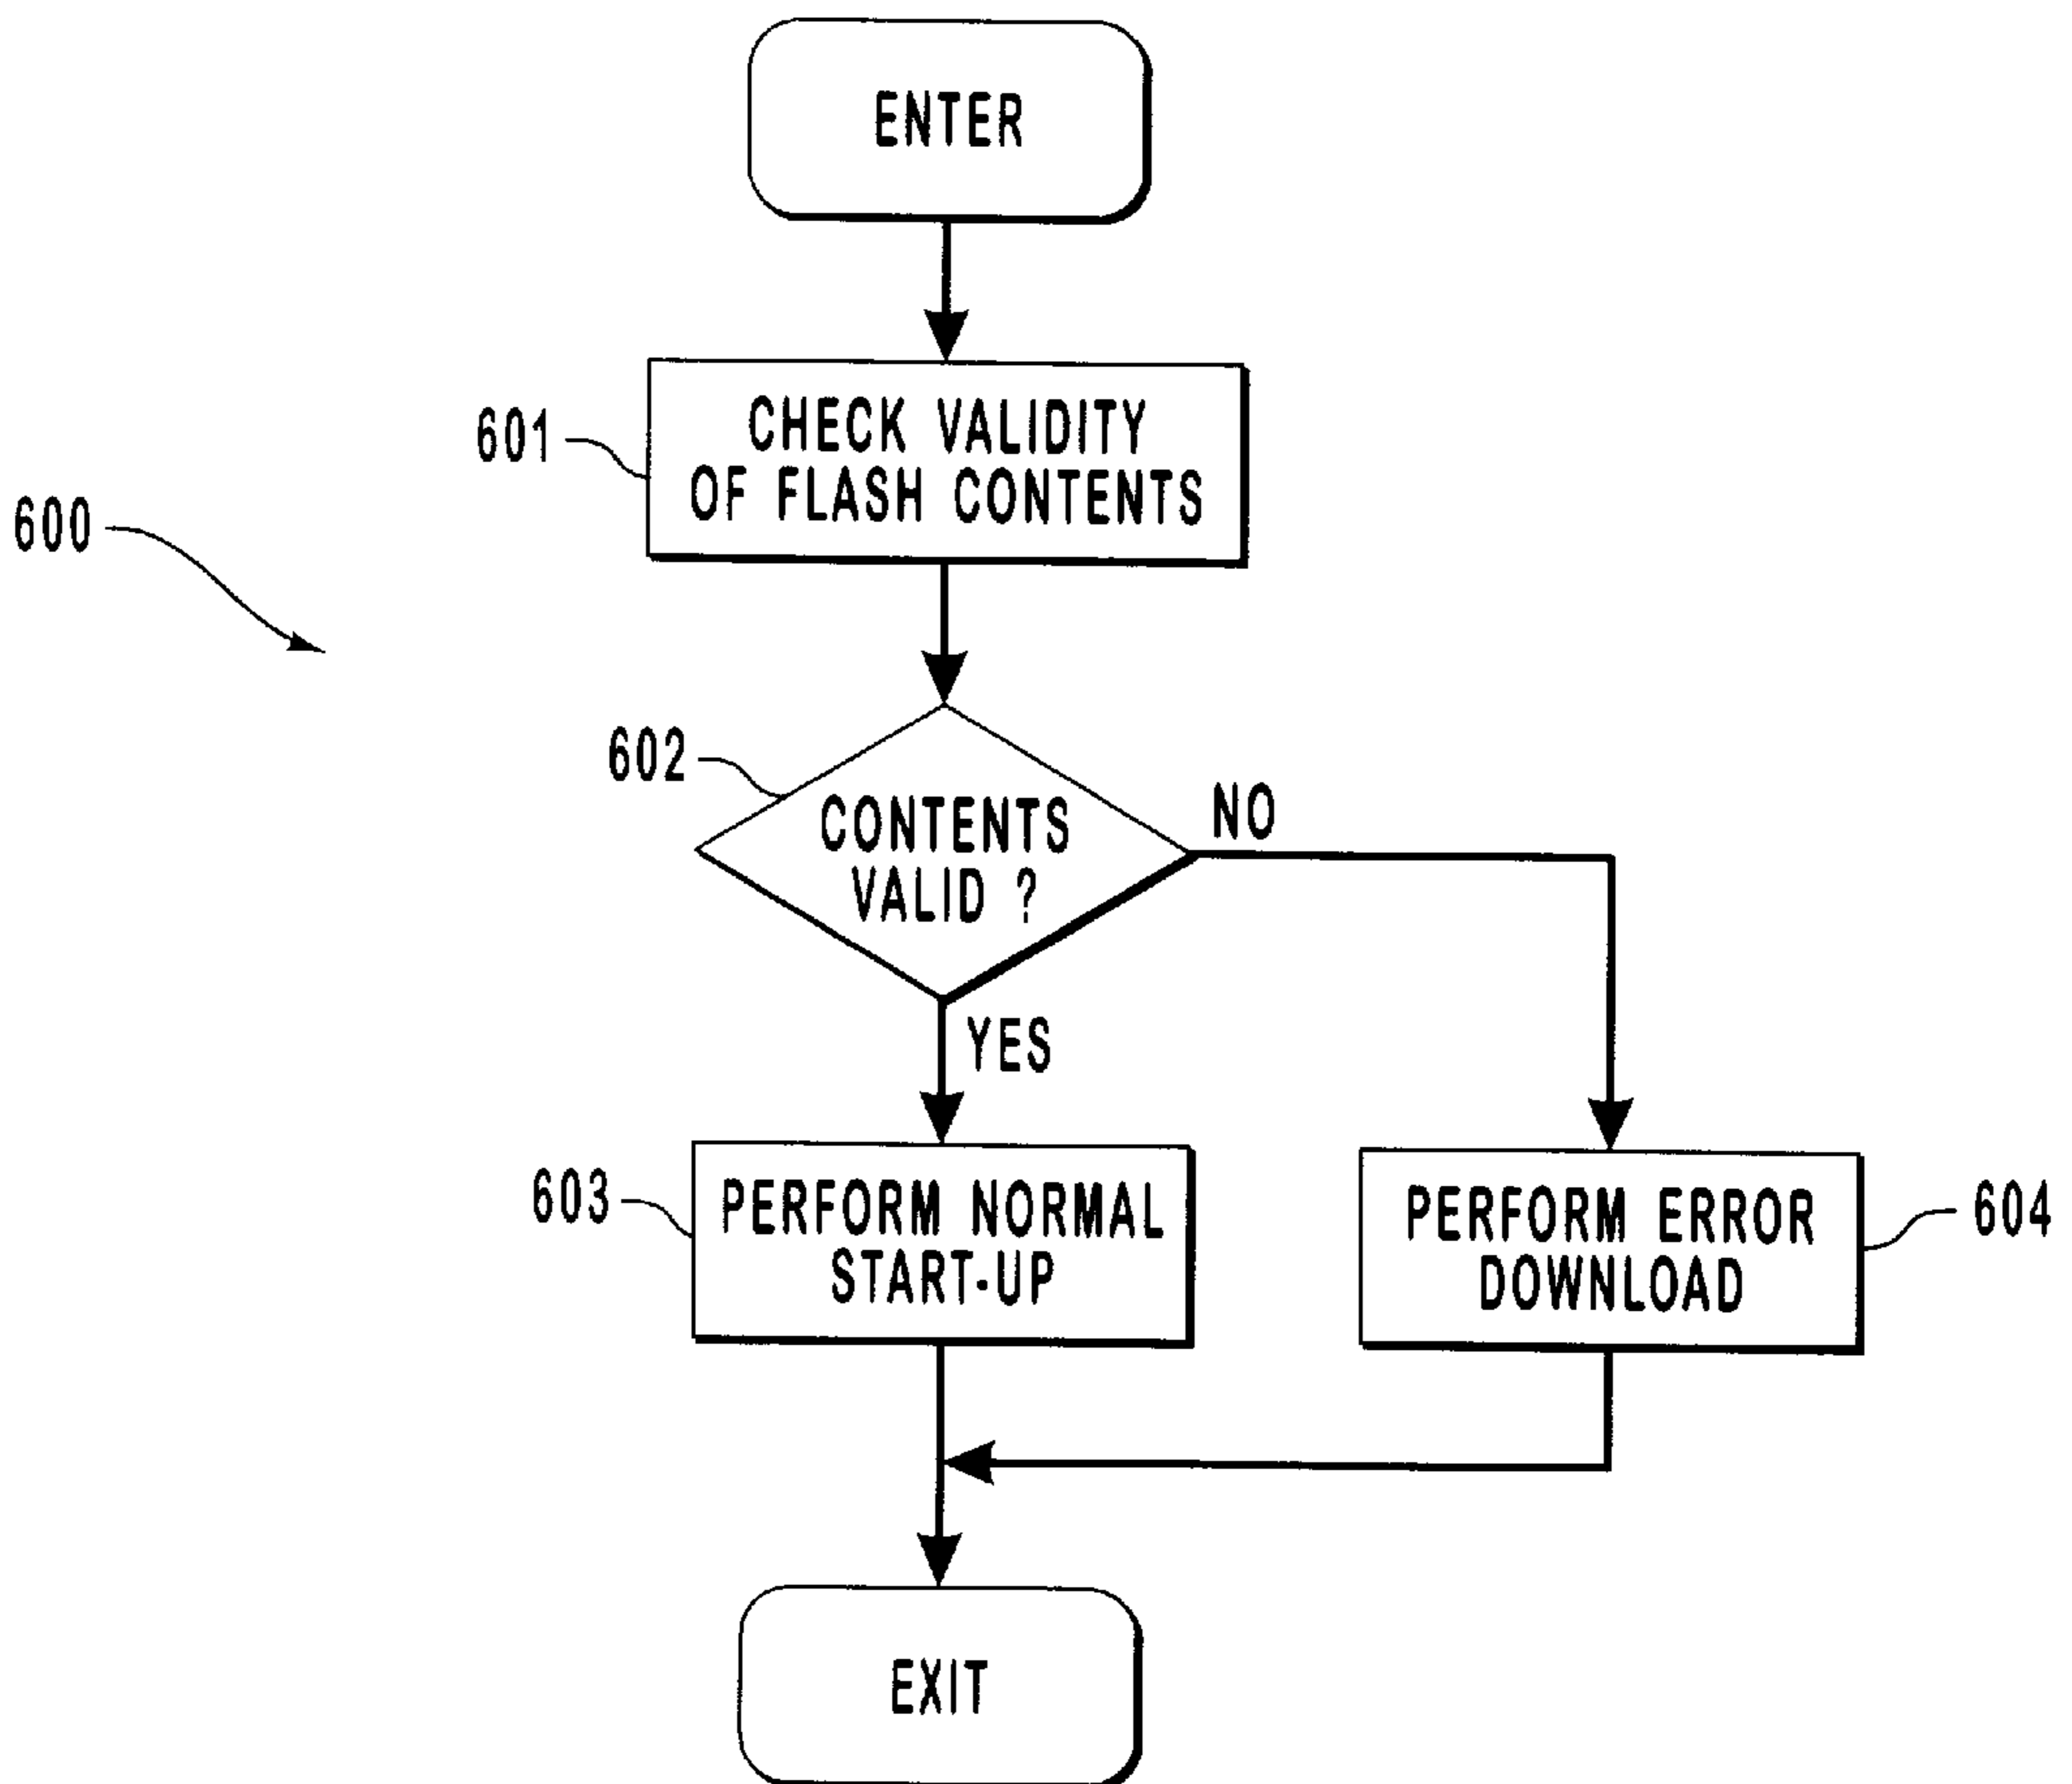 ENTER
601
CHECK VALIDITY
OF FLASH CONTENTS
600
602
CONTENTS
VALID ?
NO
YES
603
PERFORM NORMAL
START-UP
PERFORM ERROR
DOWNLOAD
604
EXIT